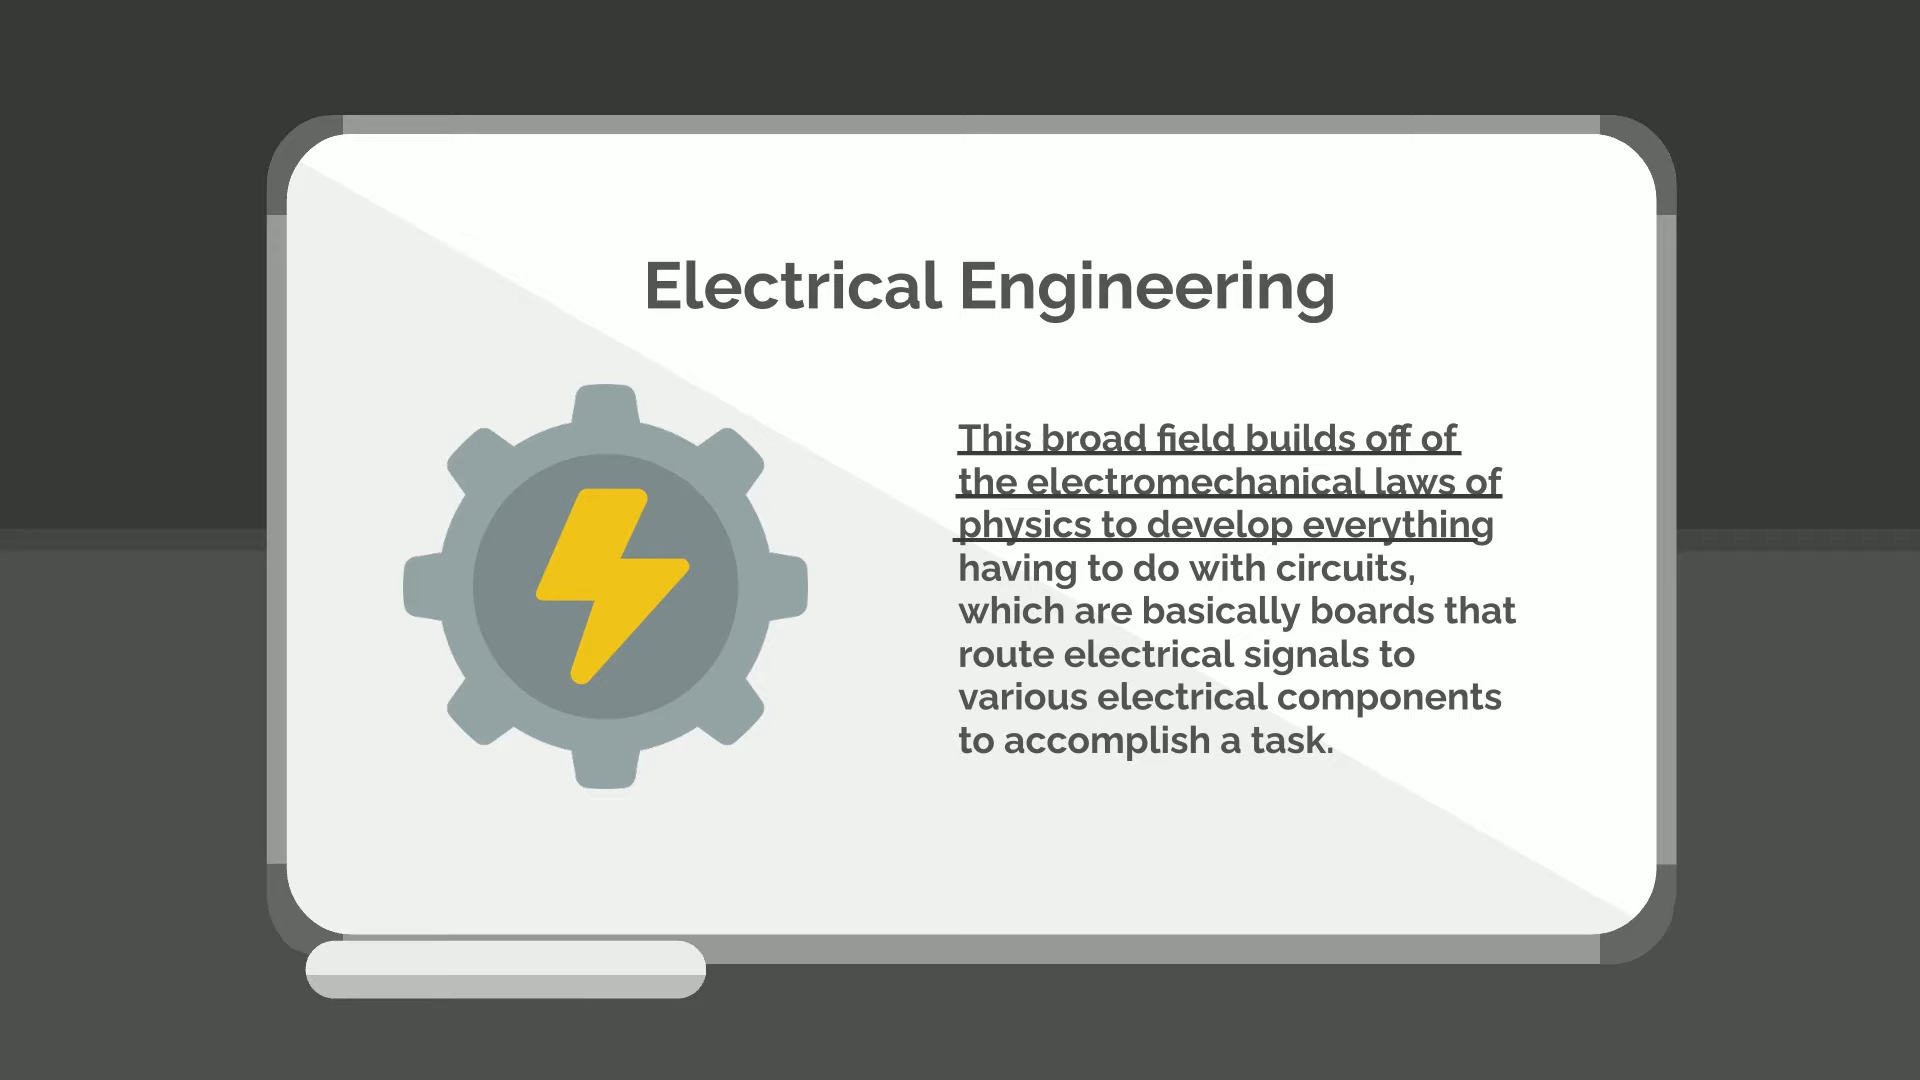 Electrical Engineering
This broad field builds off of
the electromechanical laws of
physics to develop everything
having to do with circuits,
which are basically boards that
route electrical signals to
various electrical components
to accomplish a task.